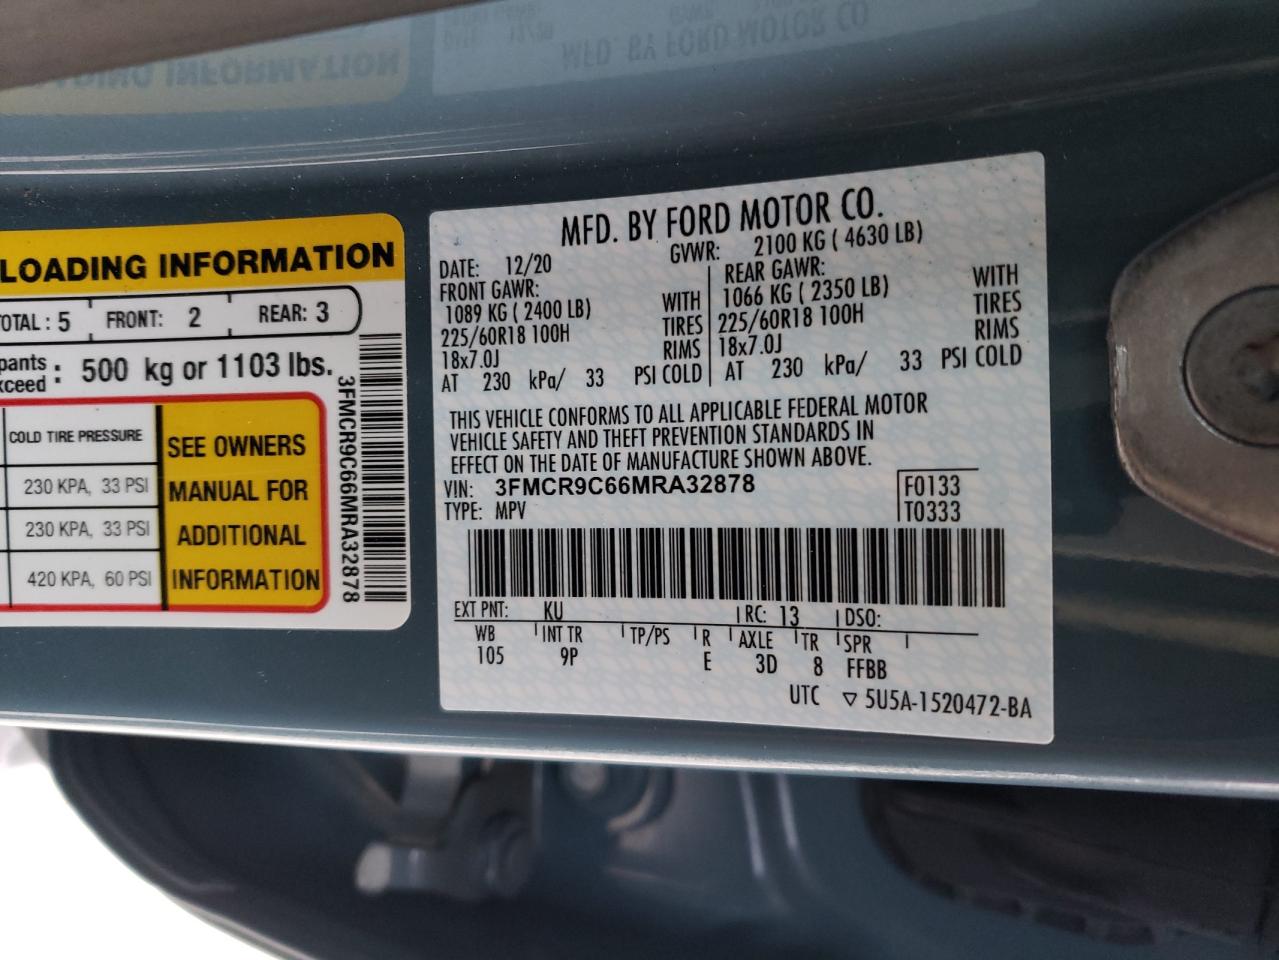 LOADING INFORMATION
TOTAL : 5 FRONT: 2 REAR: 3
pants
xceed : 500 kg or 1103 lbs.
COLD TIRE PRESSURE
230 KPA, 33 PSI
230 KPA, 33 PSI
420 KPA, 60 PSI
SEE OWNERS
MANUAL FOR
ADDITIONAL
INFORMATION
3FMCR9C66MRA32878
MFD. BY FORD MOTOR CO.
DATE: 12/20 GVWR: 2100 KG ( 4630 LB)
FRONT GAWR: REAR GAWR:
1089 KG ( 2400 LB) WITH 1066 KG ( 2350 LB) WITH
225/60R18 100H TIRES 225/60R18 100H TIRES
18x7.0J RIMS 18x7.0J RIMS
AT 230 kPa/ 33 PSI COLD AT 230 kPa/ 33 PSI COLD
THIS VEHICLE CONFORMS TO ALL APPLICABLE FEDERAL MOTOR
VEHICLE SAFETY AND THEFT PREVENTION STANDARDS IN
EFFECT ON THE DATE OF MANUFACTURE SHOWN ABOVE.
VIN: 3FMCR9C66MRA32878 F0133
TYPE: MPV T0333
EXT PNT: KU RC: 13 DSO:
WB INT TR TP/PS R AXLE TR SPR
105 9P E 3D 8 FFBB
UTC ▽ 5U5A-1520472-BA